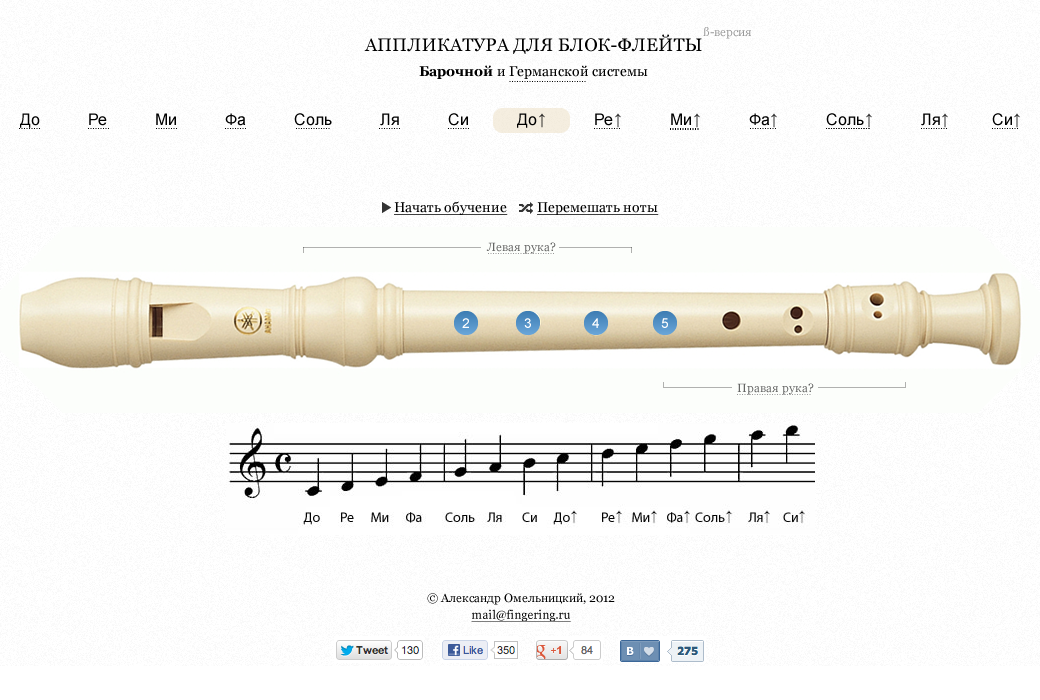 АППЛИКАТУРА ДЛЯ БЛОК-ФЛЕЙТЫ β-версия
Барочной и Германской системы
До Ре Ми Фа Соль Ля Си До↑ Ре↑ Ми↑ Фа↑ Соль↑ Ля↑ Си↑
Начать обучение Перемешать ноты
Левая рука?
2 3 4 5
Правая рука?
До Ре Ми Фа Соль Ля Си До↑ Ре↑ Ми↑ Фа↑ Соль↑ Ля↑ Си↑
© Александр Омельницкий, 2012
mail@fingering.ru
Tweet 130 Like 350 +1 84 В 275